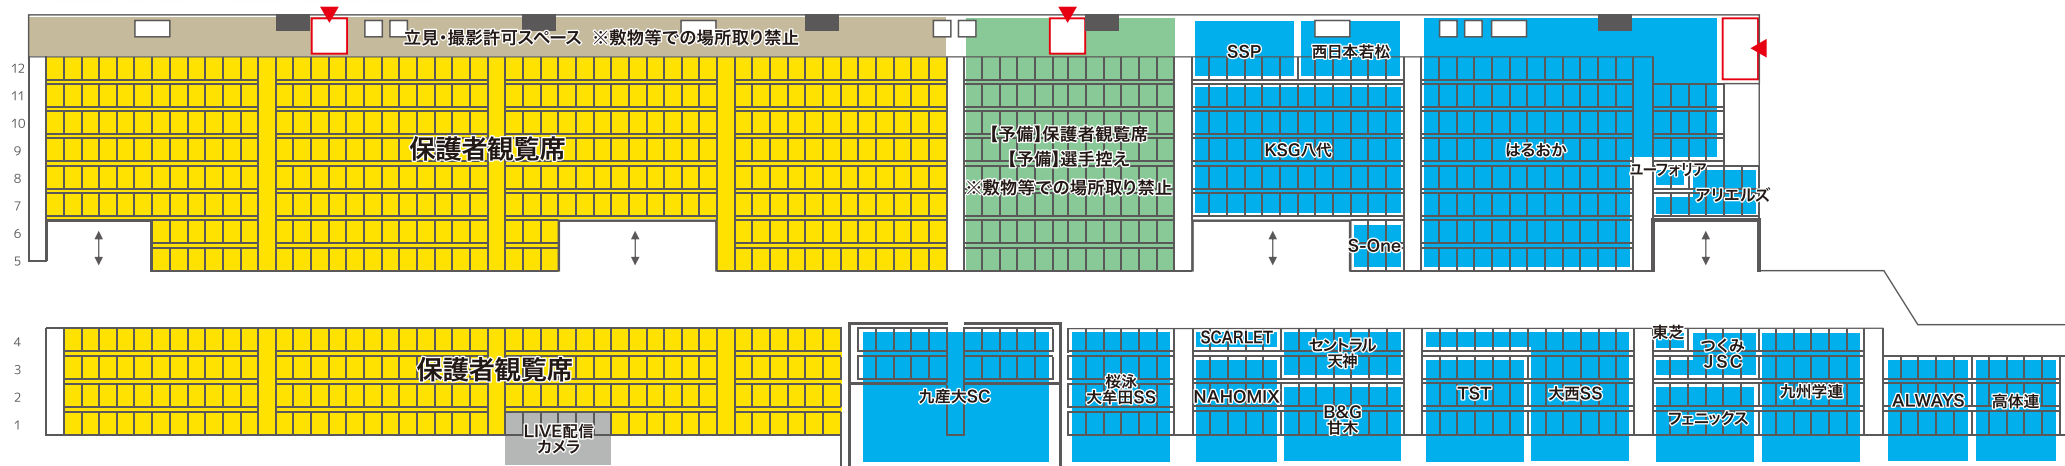 立見・撮影許可スペース ※敷物等での場所取り禁止
SSP
西日本若松
12
11
10
9
8
7
6
5
保護者観覧席
【予備】保護者観覧席
【予備】選手控え
※敷物等での場所取り禁止
KSG八代
はるおか
ユーフォリア
アリエルズ
S-One
4
3
2
1
保護者観覧席
LIVE配信
カメラ
九産大SC
桜泳
大牟田SS
SCARLET
NAHOMIX
セントラル
天神
B&G
甘木
TST
大西SS
東芝
つくみ
JSC
フェニックス
九州学連
ALWAYS
高体連